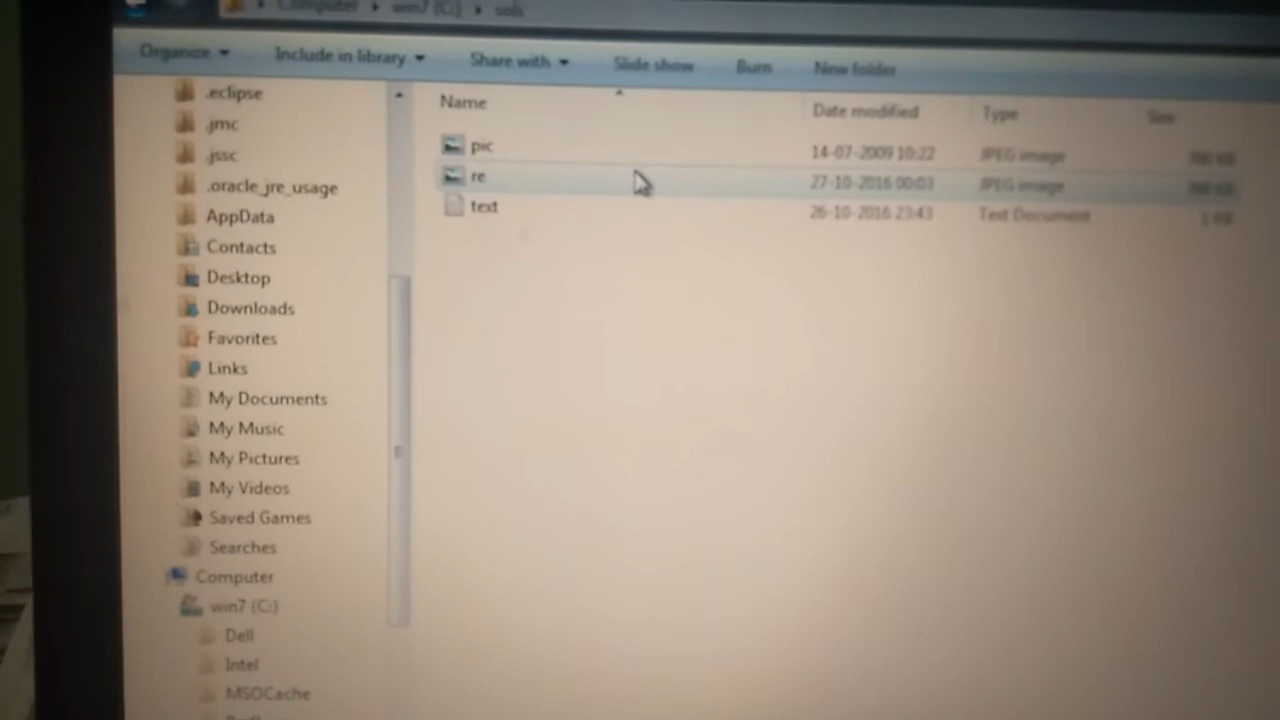 Computer win7 (C:)
Organize Include in library Share with Slide show Burn New folder
.eclipse
.jmc
.jssc
.oracle_jre_usage
AppData
Contacts
Desktop
Downloads
Favorites
Links
My Documents
My Music
My Pictures
My Videos
Saved Games
Searches
Computer
win7 (C:)
Dell
Intel
MSOCache
Name Date modified Type Size
pic 14-07-2009 10:22 JPEG image
re 27-10-2016 00:03 JPEG image
text 26-10-2016 23:43 Text Document 1 KB